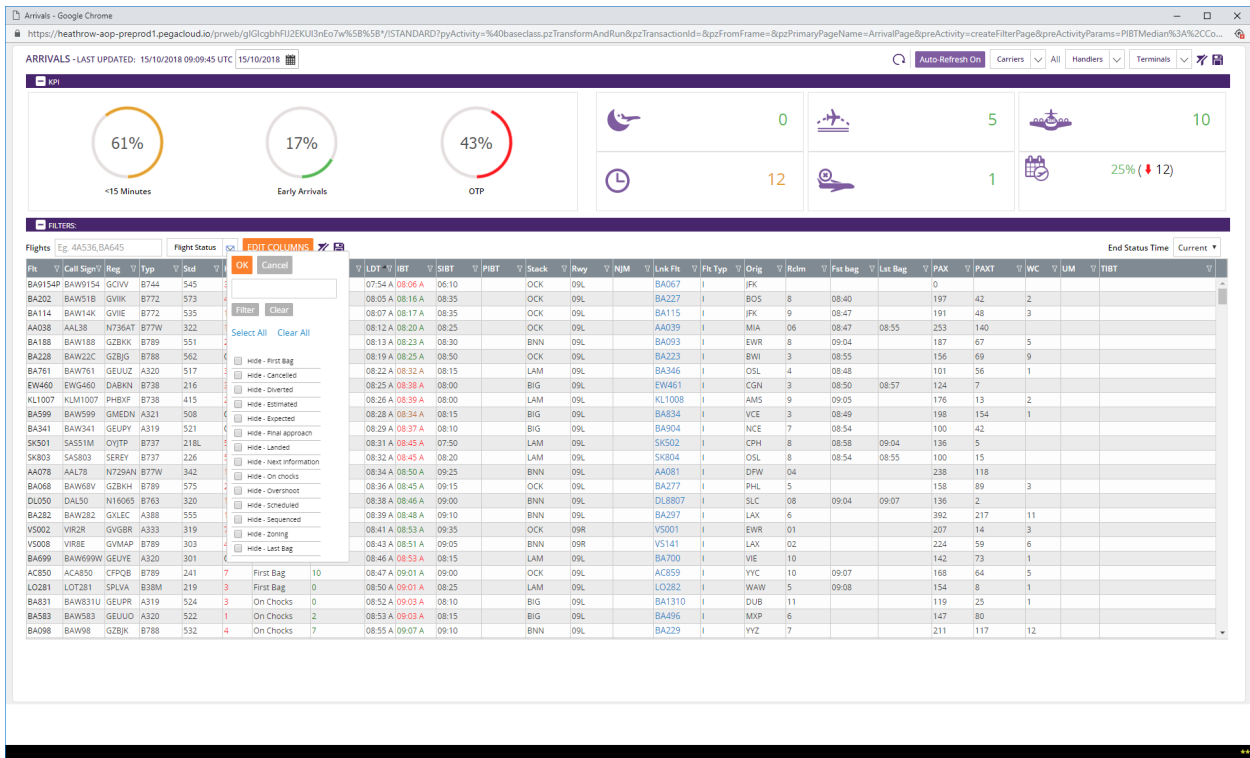 Arrivals - Google Chrome
https://heathrow-aop-preprod1.pegacloud.io/prweb/gIGlcgbhFIJ2EKUI3nEo7w%5B%5B*/!STANDARD?pyActivity=%40baseclass.pzTransformAndRun&pzTransactionId=&pzFromFrame=&pzPrimaryPageName=ArrivalPage&preActivity=createFilterPage&preActivityParams=PIBTMedian%3A%2CCo...
ARRIVALS - LAST UPDATED: 15/10/2018 09:09:45 UTC 15/10/2018 Auto-Refresh On Carriers All Handlers Terminals
KPI
61% 17% 43% 0 5 10
<15 Minutes Early Arrivals OTP 12 1 25% ( 12)
FILTERS:
Flights Eg. 4A536,BA645 Flight Status EDIT COLUMNS End Status Time Current
Flt Call Sign Reg Typ Std LDT IBT SIBT PIBT Stack Rwy NJM Lnk Flt Flt Typ Orig Rclm Fst bag Lst Bag PAX PAXT WC UM TIBT
OK Cancel
Filter Clear
Select All Clear All
Hide - First Bag
Hide - Cancelled
Hide - Diverted
Hide - Estimated
Hide - Expected
Hide - Final approach
Hide - Landed
Hide - Next Information
Hide - On chocks
Hide - Overshoot
Hide - Scheduled
Hide - Sequenced
Hide - Zoning
Hide - Last Bag
BA9154P BAW9154 GCIVV B744 545 07:54 A 08:06 A 06:10 OCK 09L BA067 I JFK 0
BA202 BAW51B GVIIK B772 573 08:05 A 08:16 A 08:35 OCK 09L BA227 I BOS 8 08:40 197 42 2
BA114 BAW14K GVIIE B772 535 08:07 A 08:17 A 08:35 OCK 09L BA115 I JFK 9 08:47 191 48 3
AA038 AAL38 N736AT B77W 322 08:12 A 08:20 A 08:25 OCK 09L AA039 I MIA 06 08:47 08:55 253 140
BA188 BAW188 GZBKK B789 551 08:13 A 08:23 A 08:30 BNN 09L BA093 I EWR 8 09:04 187 67 5
BA228 BAW22C GZBJG B788 562 08:19 A 08:25 A 08:50 OCK 09L BA223 I BWI 3 08:55 156 69 9
BA761 BAW761 GEUUZ A320 517 08:22 A 08:32 A 08:15 LAM 09L BA346 I OSL 4 08:48 101 56 1
EW460 EWG460 DABKN B738 216 08:25 A 08:38 A 08:00 BIG 09L EW461 I CGN 3 08:50 08:57 124 7
KL1007 KLM1007 PHBXF B738 415 08:26 A 08:39 A 08:00 LAM 09L KL1008 I AMS 9 09:05 176 13 2
BA599 BAW599 GMEDN A321 508 08:28 A 08:34 A 08:15 BIG 09L BA834 I VCE 3 08:49 198 154 1
BA341 BAW341 GEUPY A319 521 08:29 A 08:37 A 08:10 BIG 09L BA904 I NCE 7 08:54 100 42
SK501 SAS51M OYJTP B737 218L 08:31 A 08:45 A 07:50 LAM 09L SK502 I CPH 8 08:58 09:04 136 5
SK803 SAS803 SEREY B737 226 08:32 A 08:45 A 08:20 LAM 09L SK804 I OSL 8 08:54 08:55 100 15
AA078 AAL78 N729AN B77W 342 08:34 A 08:50 A 09:25 BNN 09L AA081 I DFW 04 238 118
BA068 BAW68V GZBKH B789 575 08:36 A 08:45 A 09:15 OCK 09L BA277 I PHL 5 158 89 3
DL050 DAL50 N16065 B763 320 08:38 A 08:46 A 09:00 BNN 09L DL8807 I SLC 08 09:04 09:07 136 2
BA282 BAW282 GXLEC A388 555 08:39 A 08:48 A 09:10 BNN 09L BA297 I LAX 6 392 217 11
VS002 VIR2R GVGBR A333 319 08:41 A 08:53 A 09:35 OCK 09R VS001 I EWR 01 207 14 3
VS008 VIR8E GVMAP B789 303 08:43 A 08:51 A 09:05 BNN 09R VS141 I LAX 02 224 59 6
BA699 BAW699W GEUYE A320 301 08:46 A 08:53 A 08:15 LAM 09L BA700 I VIE 10 142 73 1
AC850 ACA850 CFPQB B789 241 7 First Bag 10 08:47 A 09:01 A 09:00 OCK 09L AC859 I YYC 10 09:07 168 64 5
LO281 LOT281 SPLVA B38M 219 3 First Bag 0 08:50 A 09:01 A 08:25 LAM 09L LO282 I WAW 5 09:08 154 8 1
BA831 BAW831U GEUPR A319 524 3 On Chocks 0 08:52 A 09:03 A 08:10 BIG 09L BA1310 I DUB 11 119 25 1
BA583 BAW583 GEUUO A320 522 1 On Chocks 2 08:53 A 09:03 A 08:15 BIG 09L BA496 I MXP 6 147 80
BA098 BAW98 GZBJK B788 532 4 On Chocks 7 08:55 A 09:07 A 09:10 BNN 09L BA229 I YYZ 7 211 117 12
**